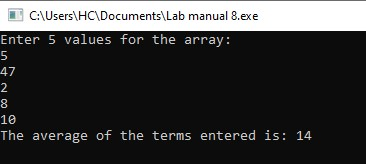 C:\Users\HC\Documents\Lab manual 8.exe
Enter 5 values for the array:
5
47
2
8
10
The average of the terms entered is: 14